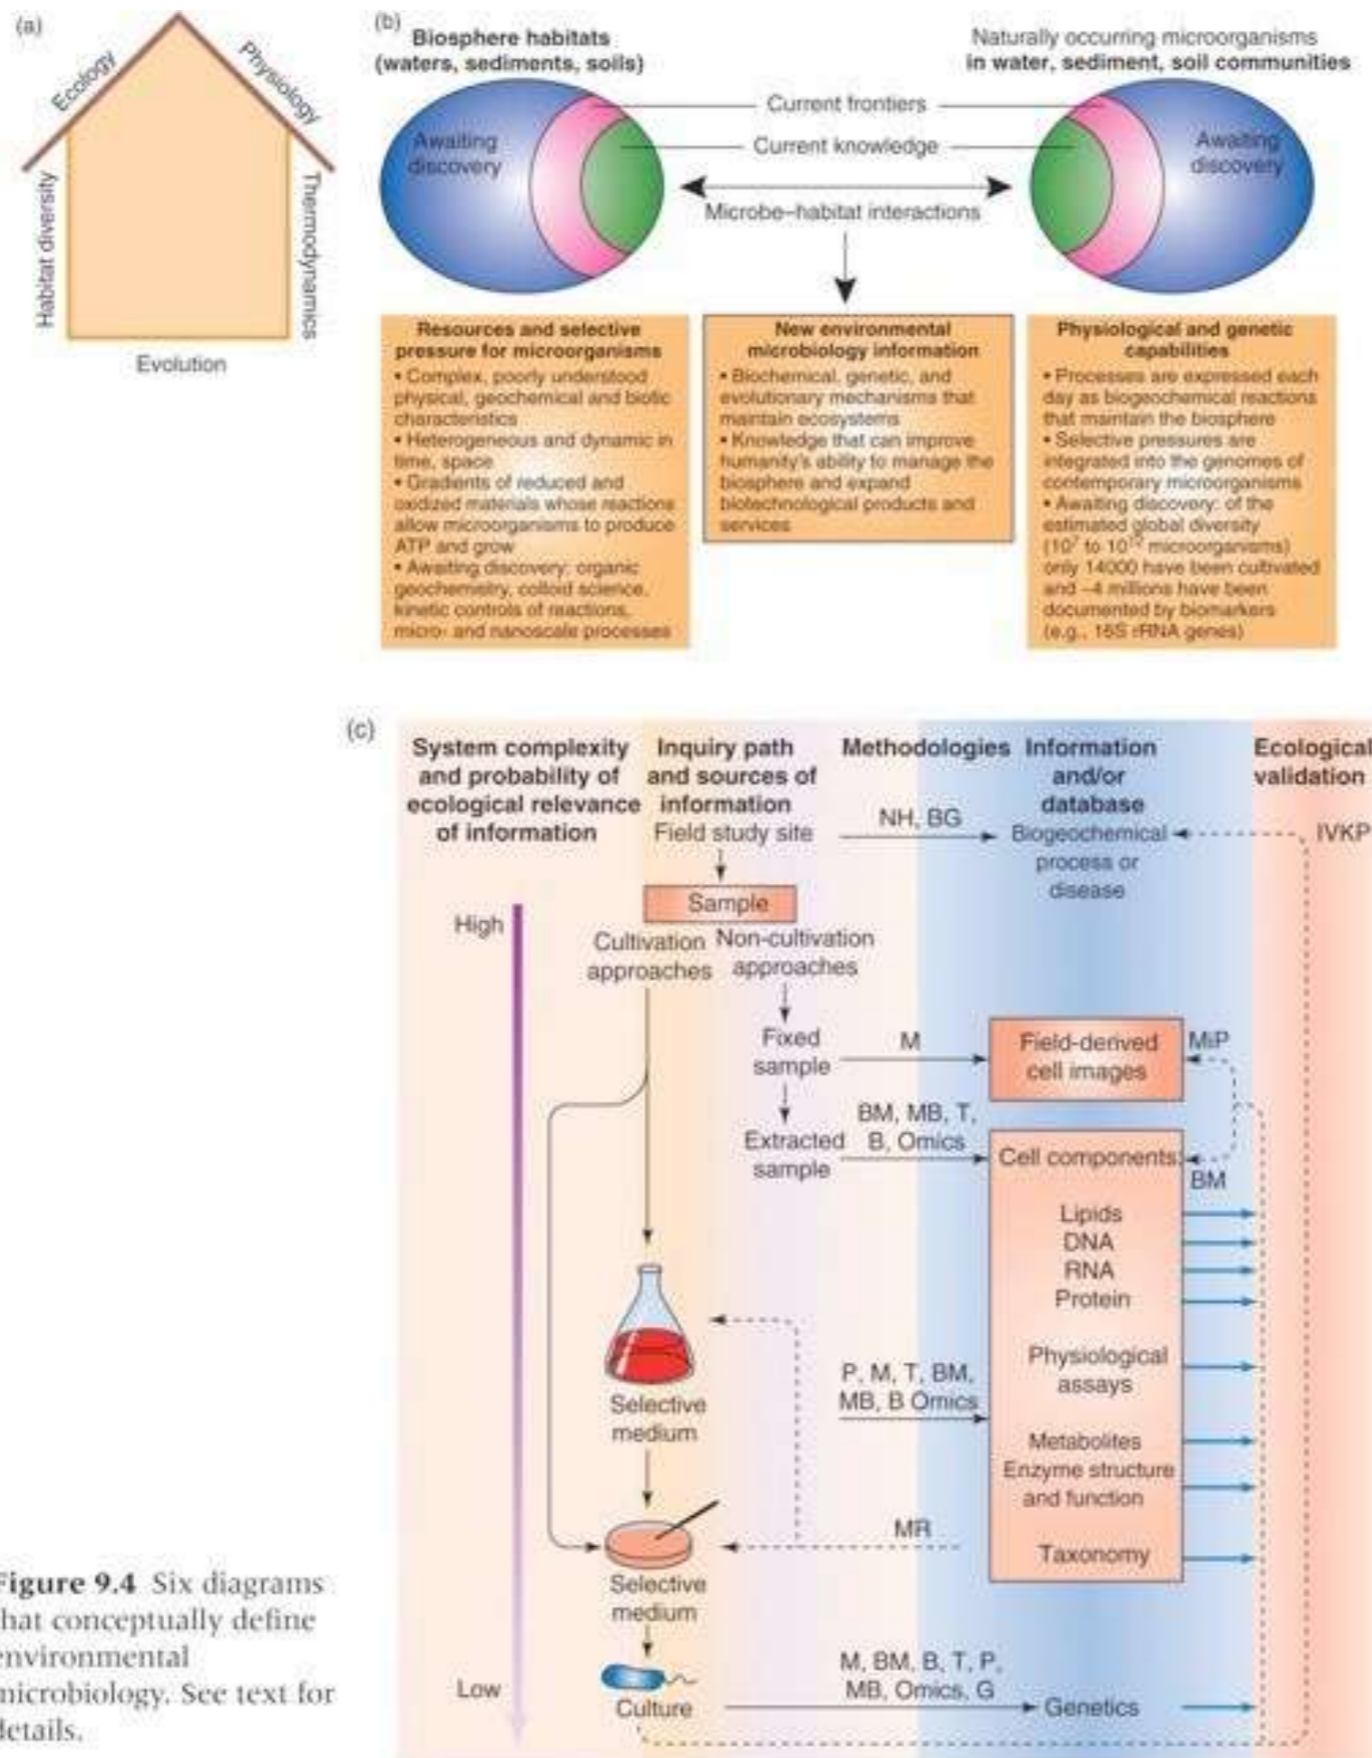 (a)
Ecology
Physiology
Habitat diversity
Thermodynamics
Evolution
(b)
Biosphere habitats
(waters, sediments, soils)
Naturally occurring microorganisms
in water, sediment, soil communities
Awaiting
discovery
Current frontiers
Current knowledge
Awaiting
discovery
Microbe–habitat interactions
Resources and selective
pressure for microorganisms
• Complex, poorly understood
physical, geochemical and biotic
characteristics
• Heterogeneous and dynamic in
time, space
• Gradients of reduced and
oxidized materials whose reactions
allow microorganisms to produce
ATP and grow
• Awaiting discovery: organic
geochemistry, colloid science,
kinetic controls of reactions,
micro- and nanoscale processes
New environmental
microbiology information
• Biochemical, genetic, and
evolutionary mechanisms that
maintain ecosystems
• Knowledge that can improve
humanity's ability to manage the
biosphere and expand
biotechnological products and
services
Physiological and genetic
capabilities
• Processes are expressed each
day as biogeochemical reactions
that maintain the biosphere
• Selective pressures are
integrated into the genomes of
contemporary microorganisms
• Awaiting discovery: of the
estimated global diversity
(10⁷ to microorganisms)
only 14000 have been cultivated
and ~4 millions have been
documented by biomarkers
(e.g., 16S rRNA genes)
(c)
System complexity
and probability of
ecological relevance
of information
Inquiry path
and sources of
information
Methodologies
Information
and/or
database
Ecological
validation
Field study site
NH, BG
Biogeochemical
process or
disease
IVKP
Sample
High
Cultivation
approaches
Non-cultivation
approaches
Fixed
sample
M
Field-derived
cell images
MiP
Extracted
sample
BM, MB, T,
B, Omics
Cell components:
BM
Lipids
DNA
RNA
Protein
Physiological
assays
P, M, T, BM,
MB, B Omics
Selective
medium
Metabolites
Enzyme structure
and function
MR
Taxonomy
Selective
medium
Low
Culture
M, BM, B, T, P,
MB, Omics, G
Genetics
Figure 9.4 Six diagrams
that conceptually define
environmental
microbiology. See text for
details.